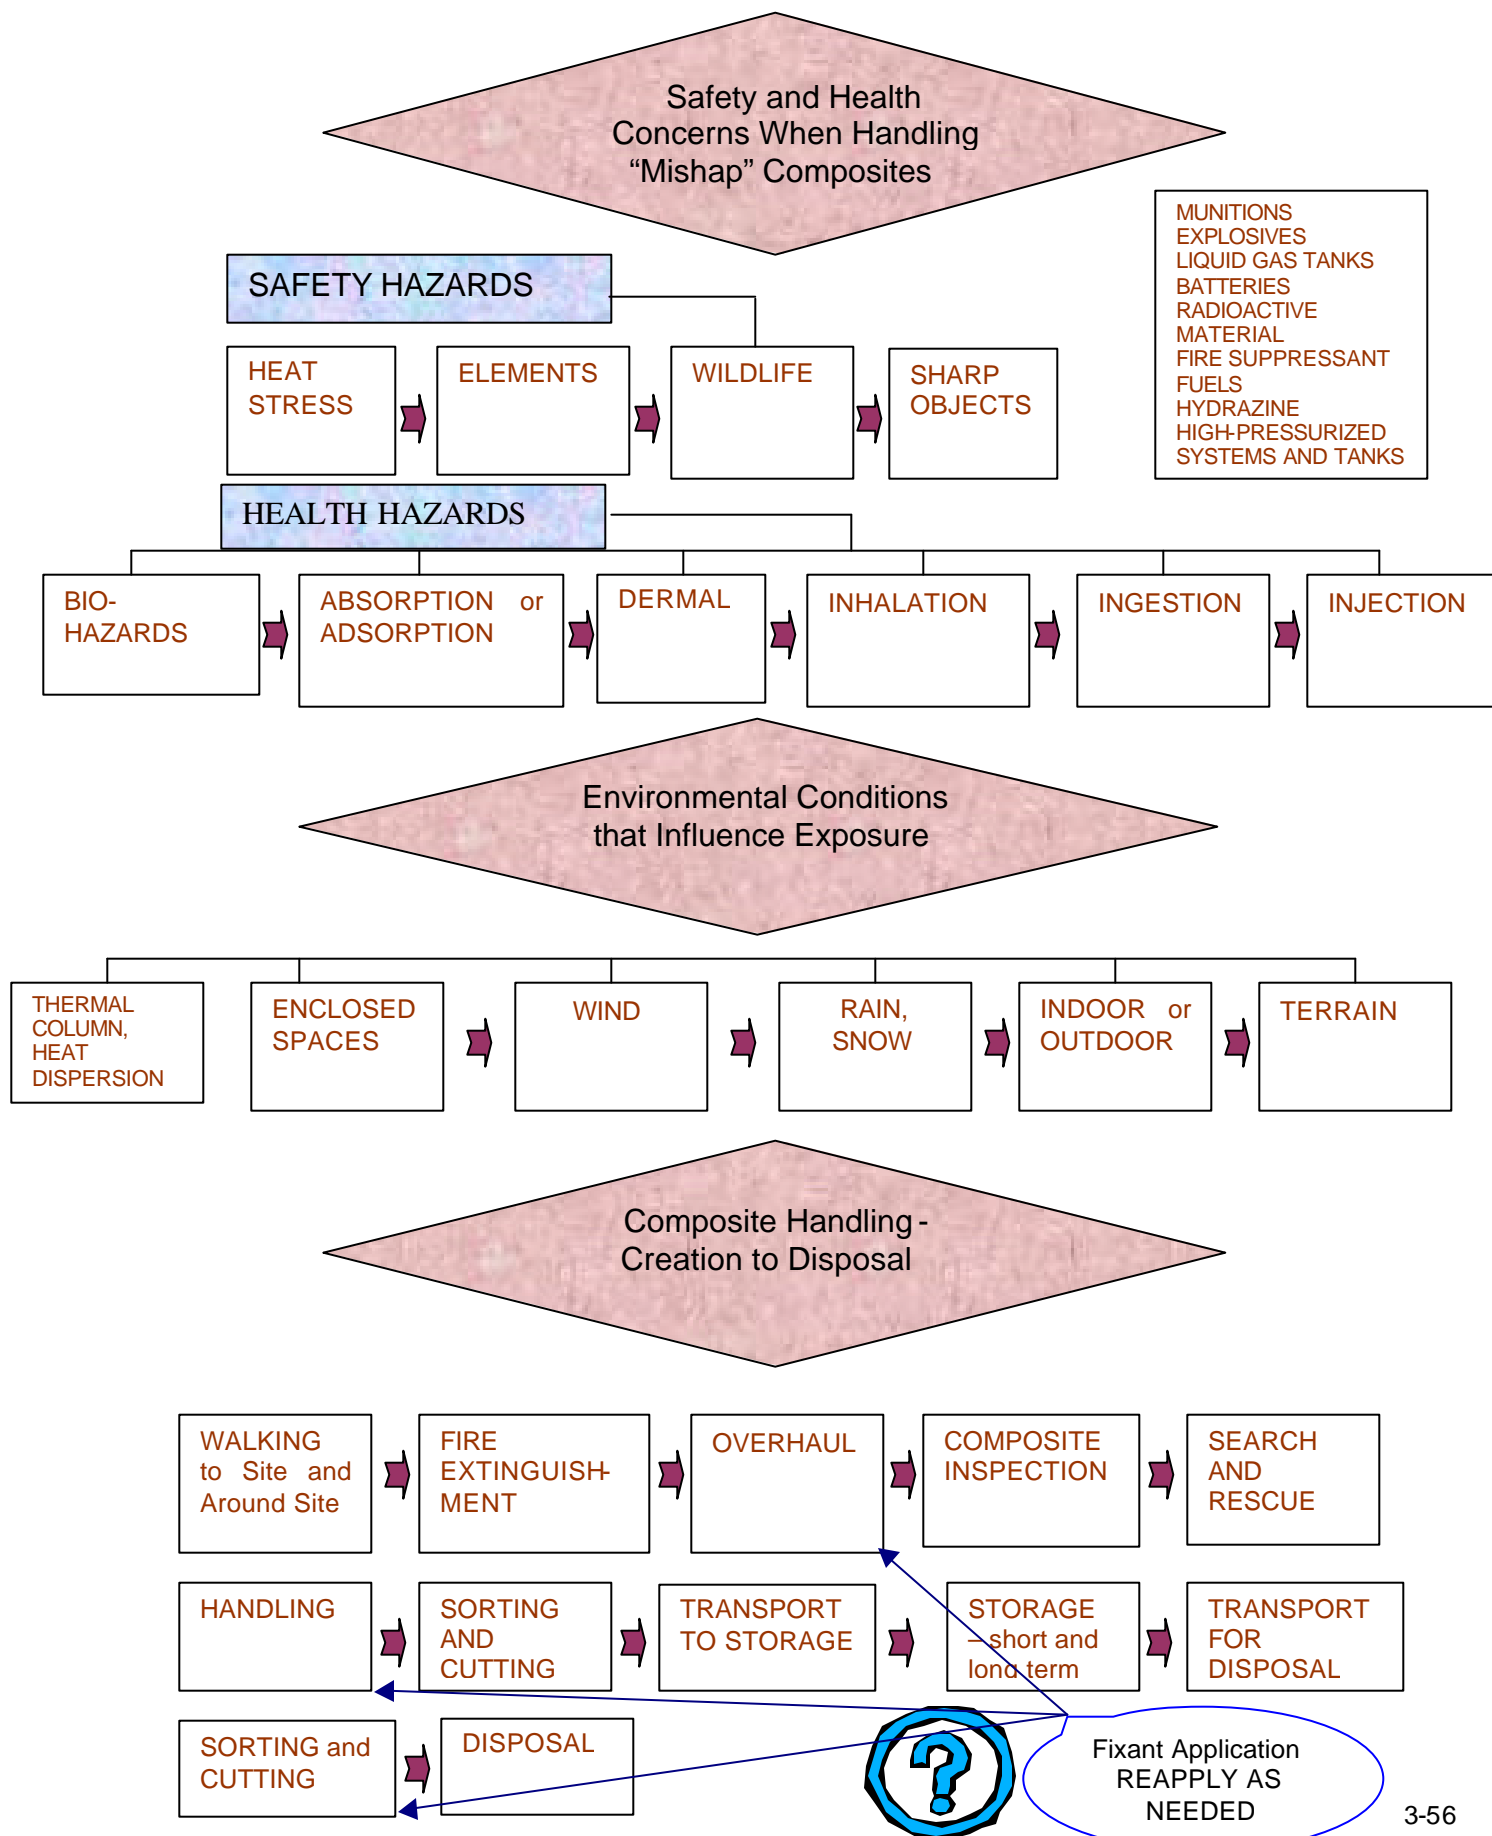 Safety and Health
Concerns When Handling
“Mishap” Composites
MUNITIONS
EXPLOSIVES
LIQUID GAS TANKS
BATTERIES
RADIOACTIVE
MATERIAL
FIRE SUPPRESSANT
FUELS
HYDRAZINE
HIGH-PRESSURIZED
SYSTEMS AND TANKS
SAFETY HAZARDS
HEAT
STRESS
ELEMENTS
WILDLIFE
SHARP
OBJECTS
HEALTH HAZARDS
BIO-
HAZARDS
ABSORPTION or
ADSORPTION
DERMAL
INHALATION
INGESTION
INJECTION
Environmental Conditions
that Influence Exposure
THERMAL
COLUMN,
HEAT
DISPERSION
ENCLOSED
SPACES
WIND
RAIN,
SNOW
INDOOR or
OUTDOOR
TERRAIN
Composite Handling -
Creation to Disposal
WALKING
to Site and
Around Site
FIRE
EXTINGUISH-
MENT
OVERHAUL
COMPOSITE
INSPECTION
SEARCH
AND
RESCUE
HANDLING
SORTING
AND
CUTTING
TRANSPORT
TO STORAGE
STORAGE
– short and
long term
TRANSPORT
FOR
DISPOSAL
SORTING and
CUTTING
DISPOSAL
?
Fixant Application
REAPPLY AS
NEEDED
3-56